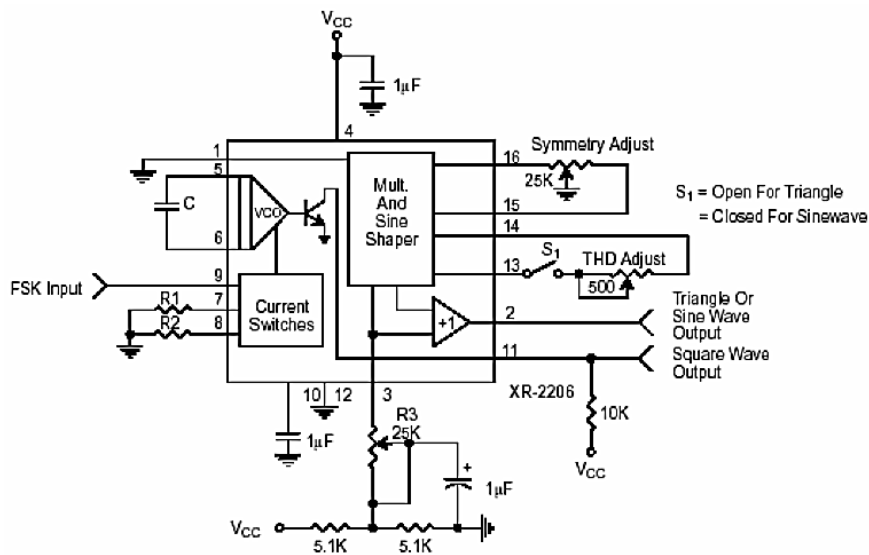 VCC
1μF
4
1
16
Symmetry Adjust
5
25K
Mult.
And
Sine
Shaper
C
VCO
15
S1 = Open For Triangle
= Closed For Sinewave
14
6
S1
THD Adjust
13
500
FSK Input
9
R1
7
Current
Switches
R2
8
+1
2
Triangle Or
Sine Wave
Output
11
Square Wave
Output
10
12
3
XR-2206
10K
R3
25K
1μF
VCC
+
1μF
VCC
5.1K
5.1K